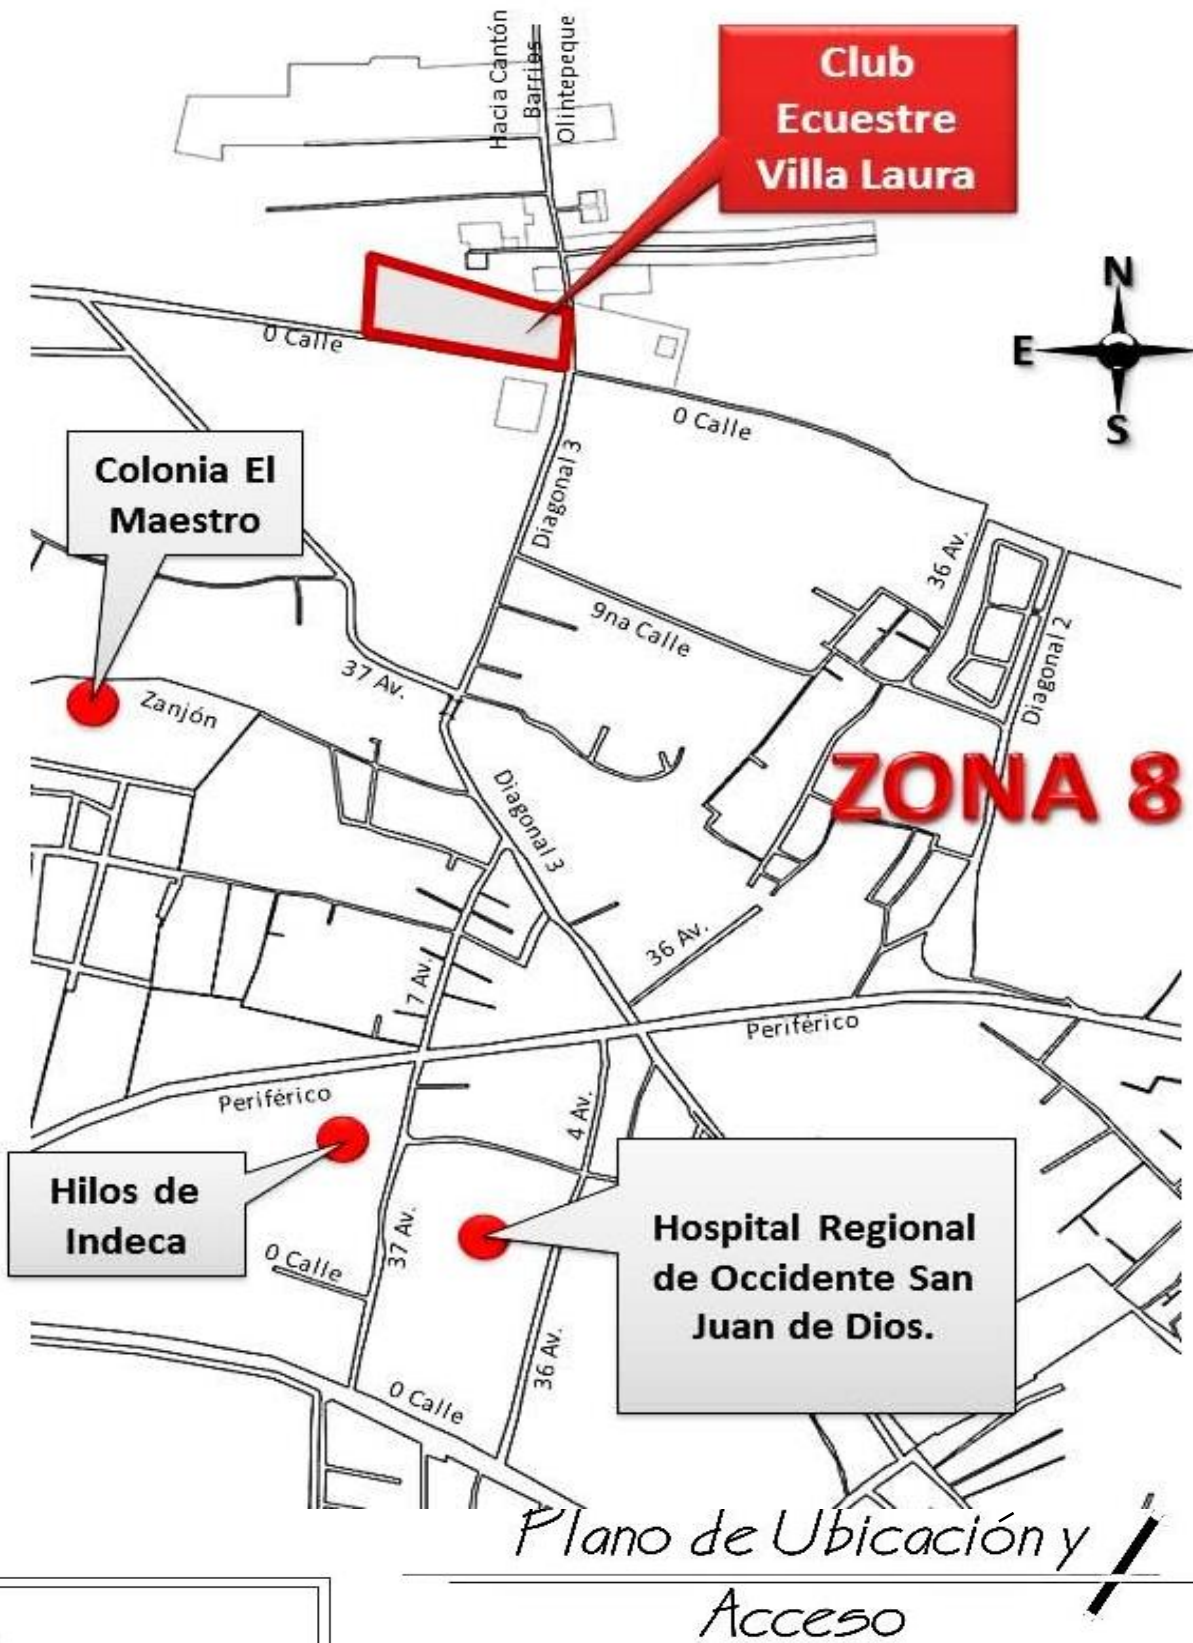 Hacia Cantón
Barrios
Olintepeque
Club
Ecuestre
Villa Laura
N
E
S
0 Calle
0 Calle
Colonia El
Maestro
Diagonal 3
36 Av.
9na Calle
Diagonal 2
37 Av.
Zanjón
ZONA 8
Diagonal 3
36 Av.
7 Av.
Periférico
Periférico
4 Av.
Hilos de
Indeca
Hospital Regional
de Occidente San
Juan de Dios.
37 Av.
0 Calle
36 Av.
0 Calle
Plano de Ubicación y
Acceso